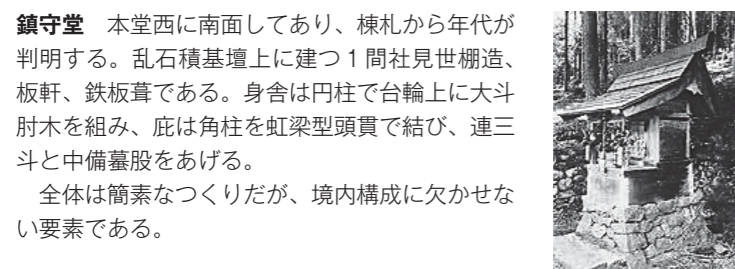 鎮守堂　本堂西に南面してあり、棟札から年代が
判明する。乱石積基壇上に建つ1間社見世棚造、
板軒、鉄板葺である。身舎は円柱で台輪上に大斗
肘木を組み、庇は角柱を虹梁型頭貫で結び、連三
斗と中備蟇股をあげる。
　全体は簡素なつくりだが、境内構成に欠かせな
い要素である。